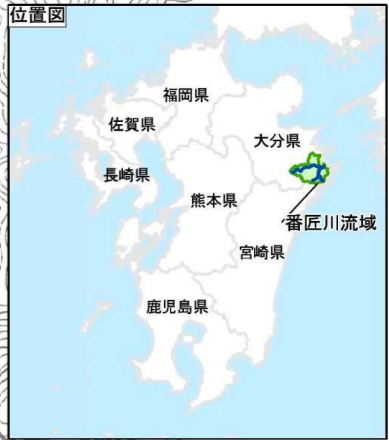 位置図
福岡県
佐賀県
大分県
長崎県
熊本県
番匠川流域
宮崎県
鹿児島県